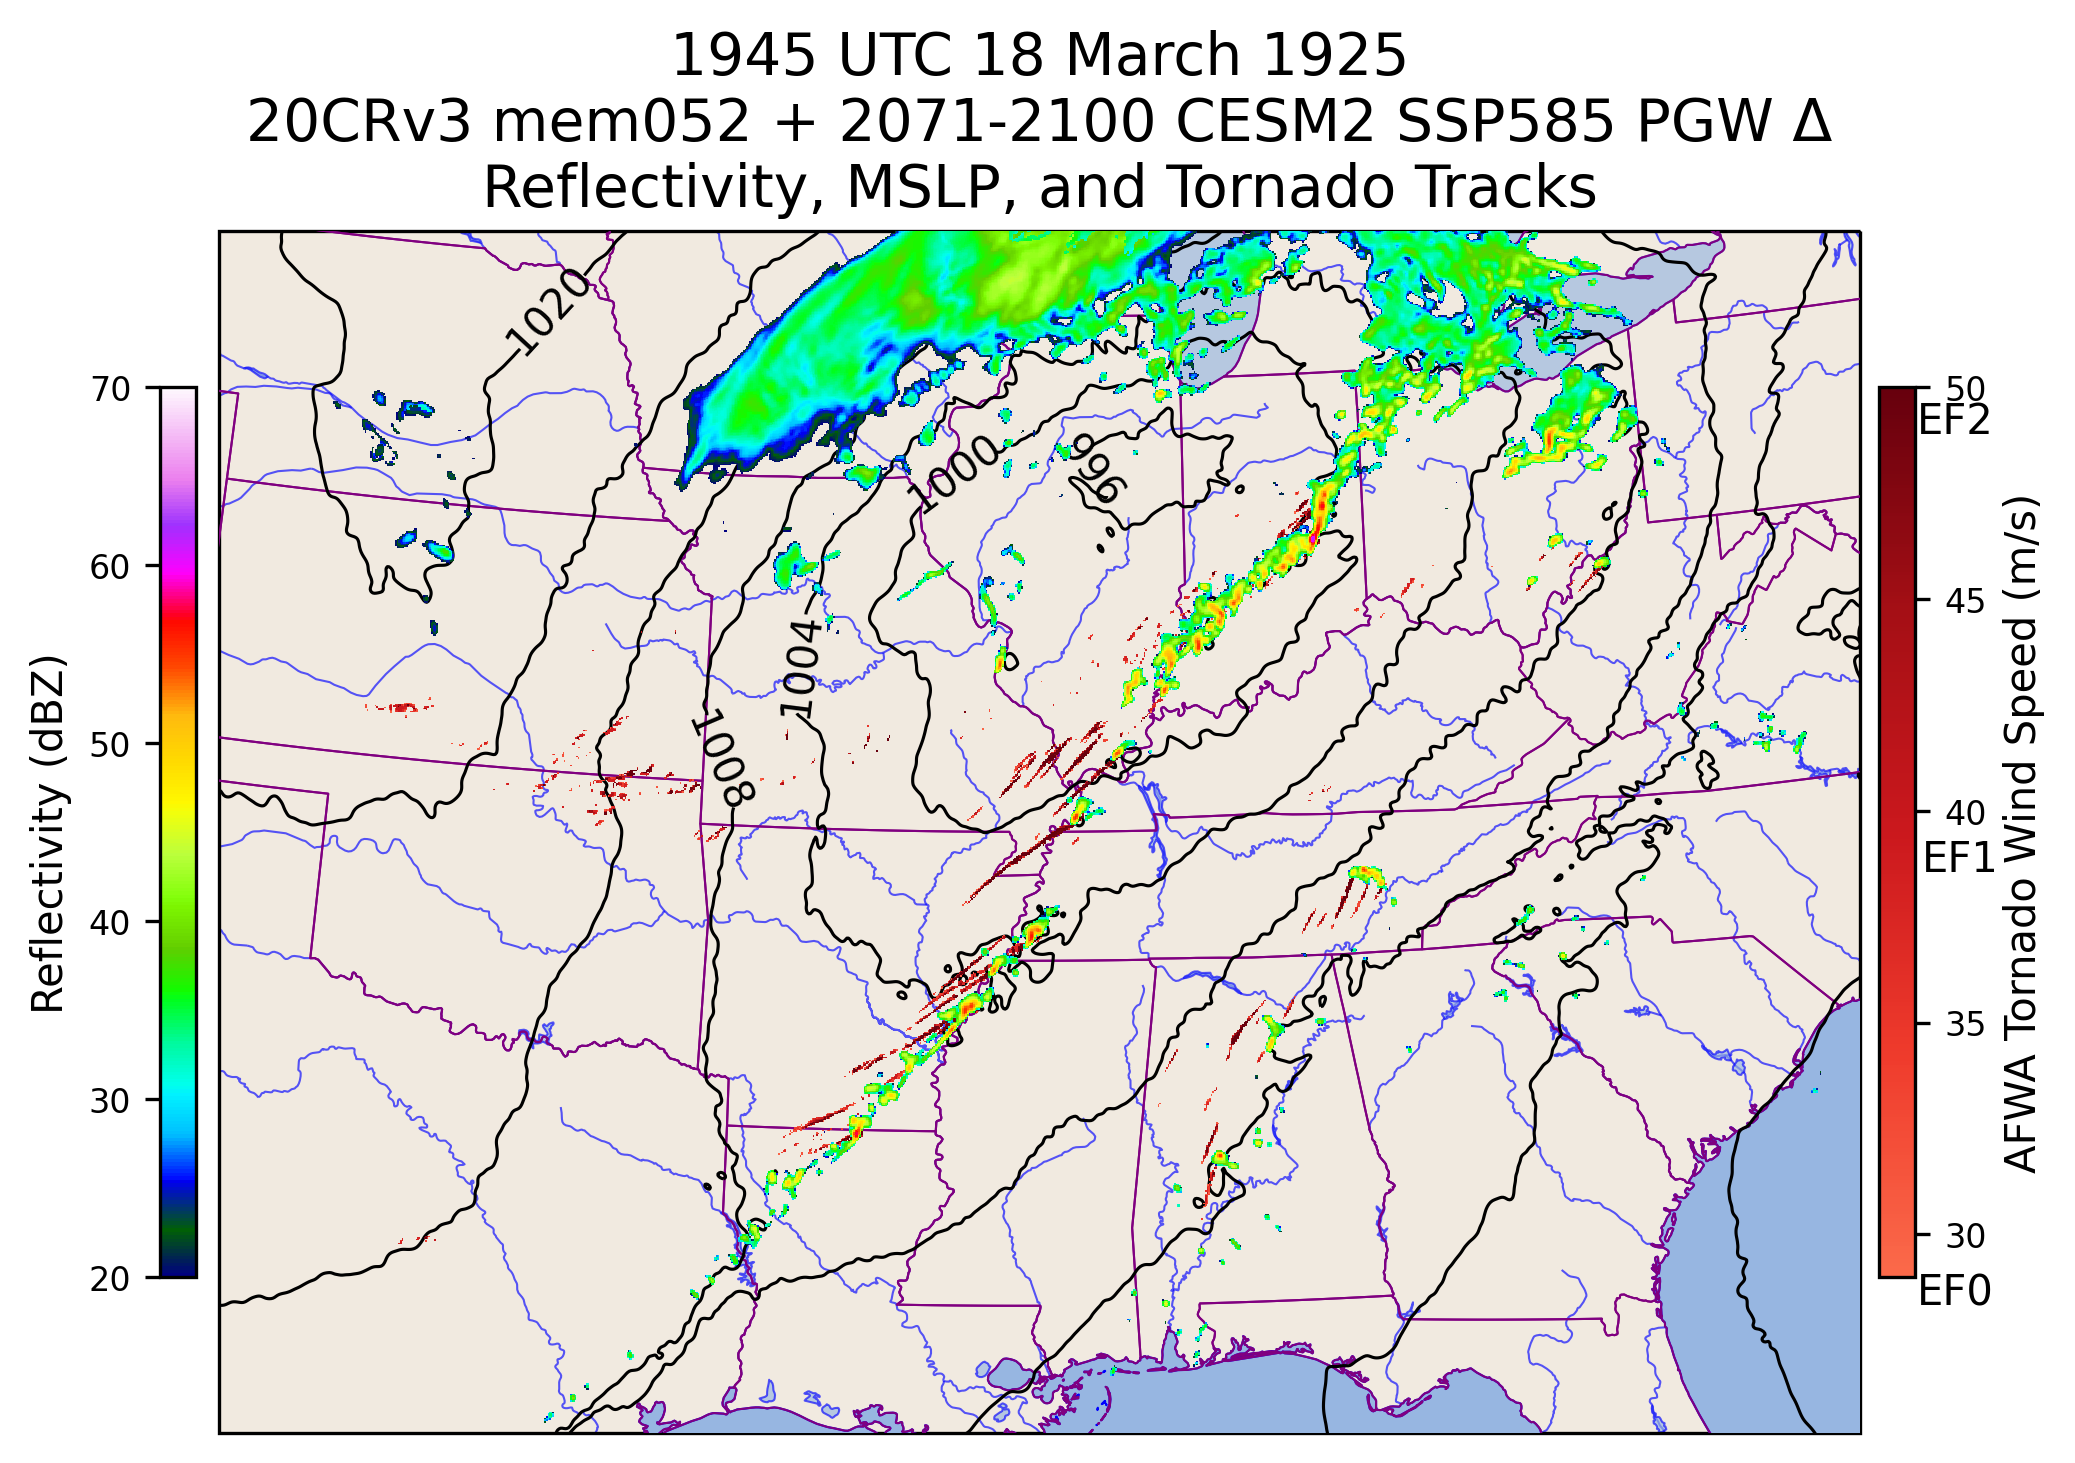 1945 UTC 18 March 1925
20CRv3 mem052 + 2071-2100 CESM2 SSP585 PGW Δ
Reflectivity, MSLP, and Tornado Tracks
Reflectivity (dBZ)
70
60
50
40
30
20
1020
1000
996
1004
1008
50
EF2
45
40
EF1
35
30
EF0
AFWA Tornado Wind Speed (m/s)